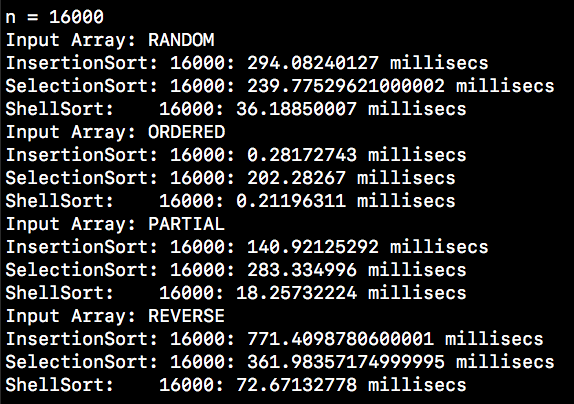 n = 16000
Input Array: RANDOM
InsertionSort: 16000: 294.08240127 millisecs
SelectionSort: 16000: 239.77529621000002 millisecs
ShellSort:    16000: 36.18850007 millisecs
Input Array: ORDERED
InsertionSort: 16000: 0.28172743 millisecs
SelectionSort: 16000: 202.28267 millisecs
ShellSort:    16000: 0.21196311 millisecs
Input Array: PARTIAL
InsertionSort: 16000: 140.92125292 millisecs
SelectionSort: 16000: 283.334996 millisecs
ShellSort:    16000: 18.25732224 millisecs
Input Array: REVERSE
InsertionSort: 16000: 771.4098780600001 millisecs
SelectionSort: 16000: 361.98357174999995 millisecs
ShellSort:    16000: 72.67132778 millisecs